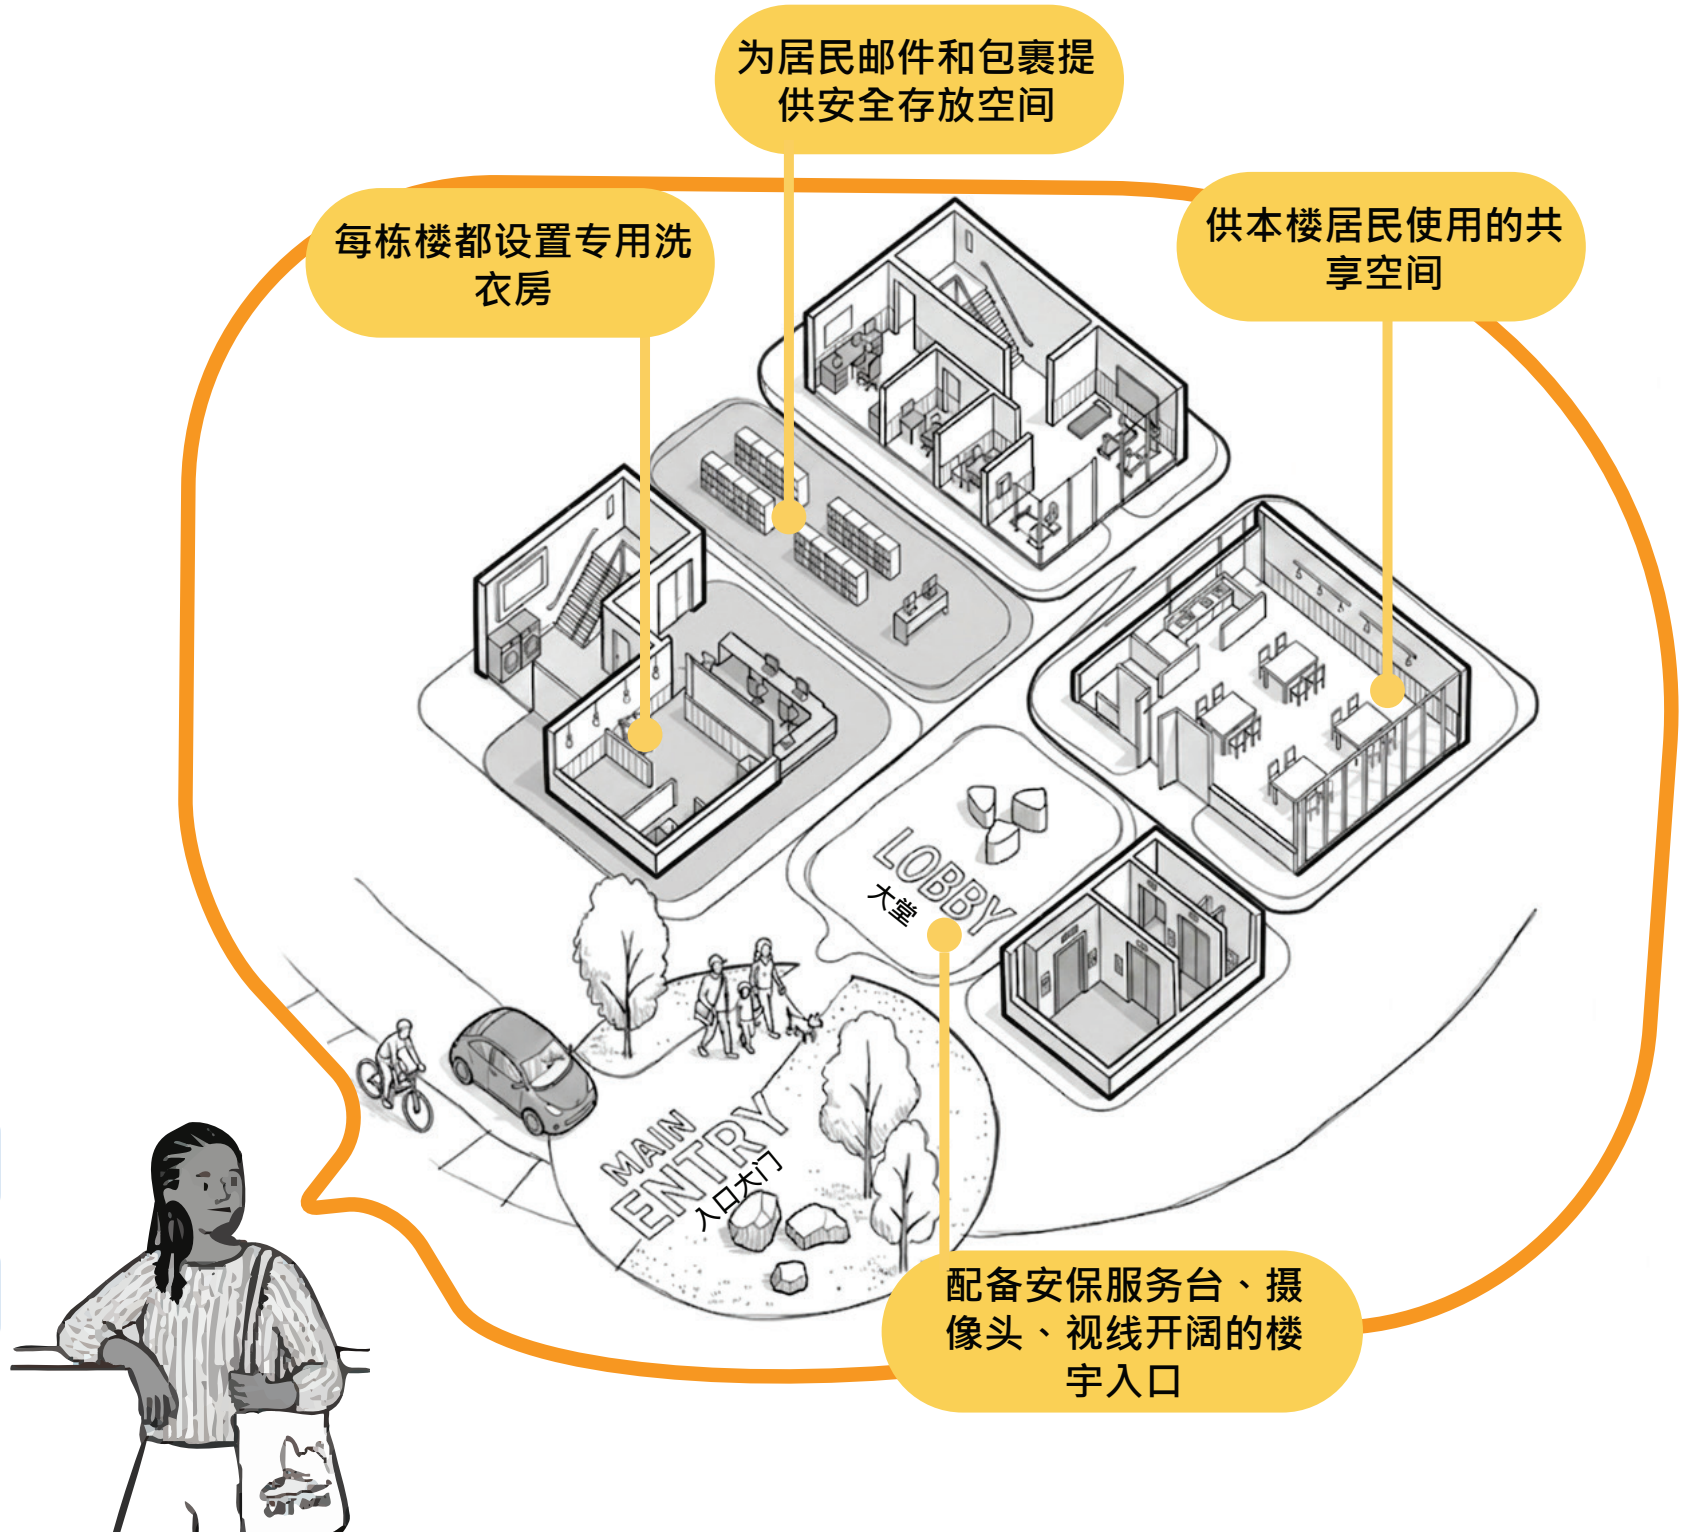 为居民邮件和包裹提
供安全存放空间
每栋楼都设置专用洗
衣房
供本楼居民使用的共
享空间
LOBBY
大堂
MAIN
ENTRY
入口大门
配备安保服务台、摄
像头、视线开阔的楼
宇入口